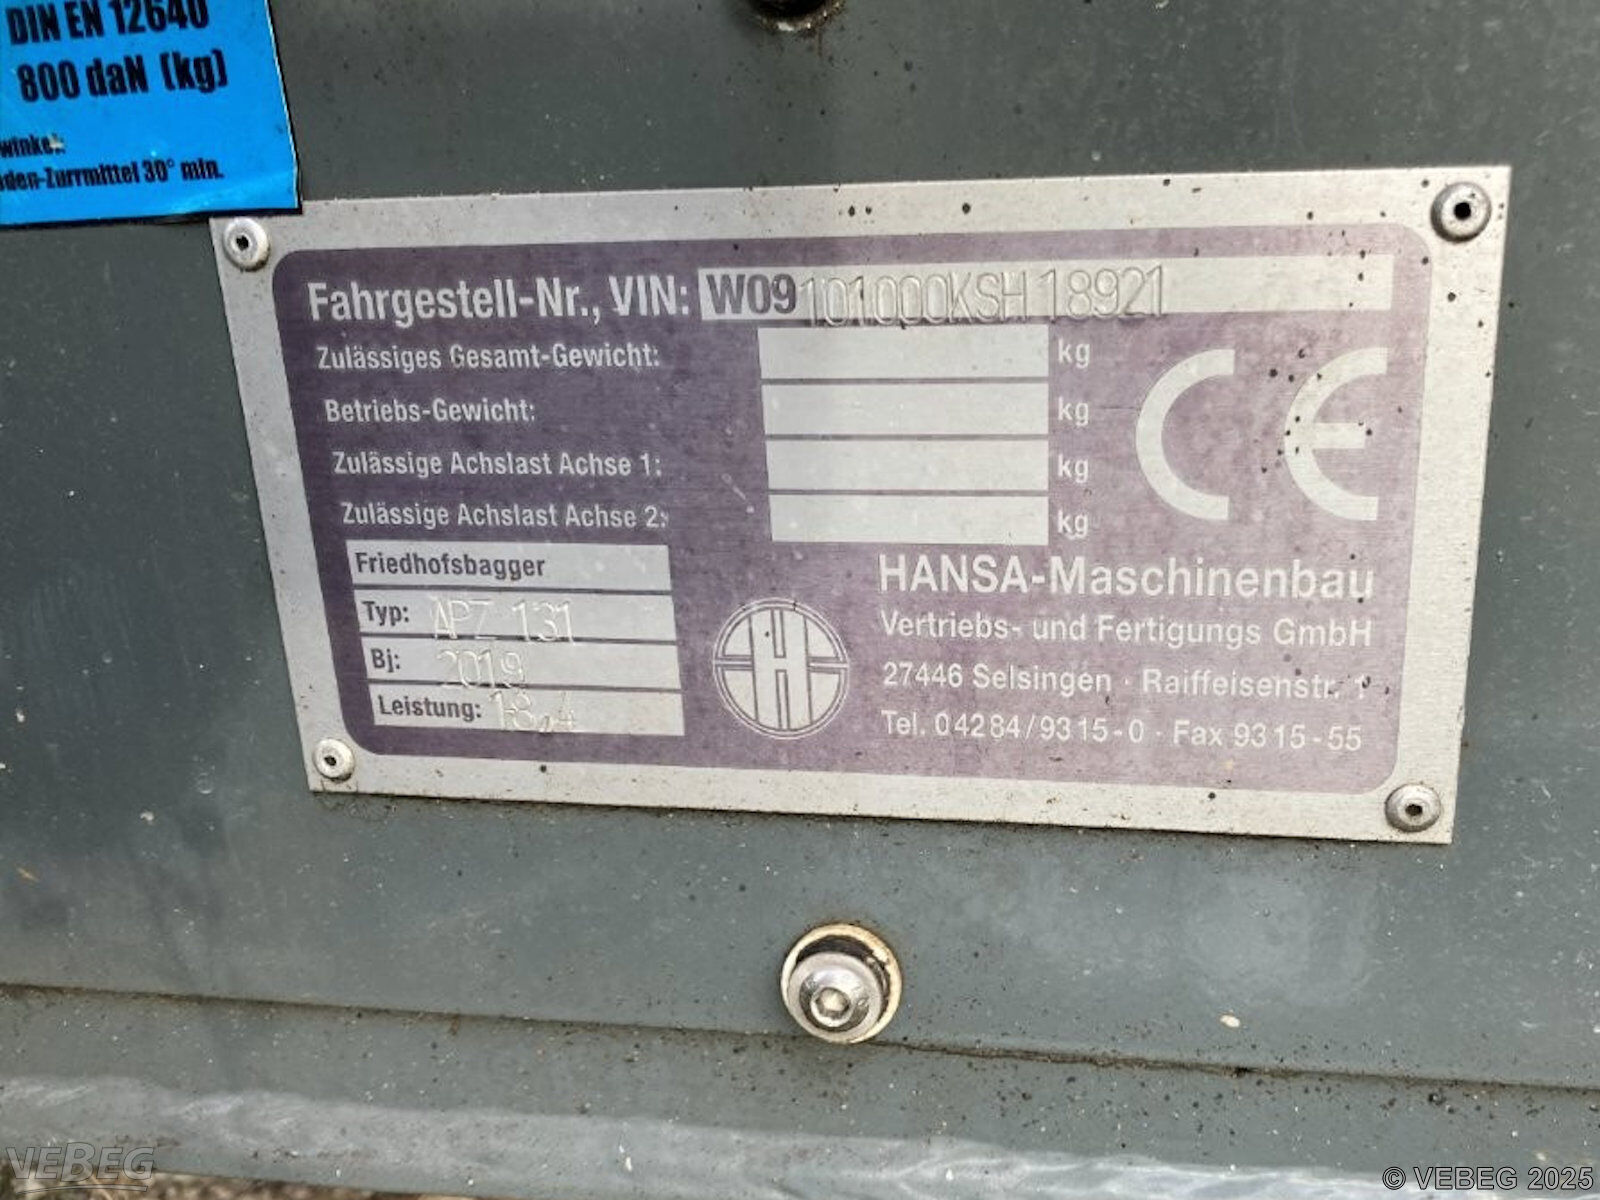 DIN EN 12640
800 daN (kg)
winkel:
den-Zurrmittel 30° min.
Fahrgestell-Nr., VIN: W09101000KSH18921
Zulässiges Gesamt-Gewicht: kg
Betriebs-Gewicht: kg
Zulässige Achslast Achse 1: kg
Zulässige Achslast Achse 2: kg
CE
Friedhofsbagger
Typ: APZ 131
Bj: 2019
Leistung: 18,4
H
HANSA-Maschinenbau
Vertriebs- und Fertigungs GmbH
27446 Selsingen · Raiffeisenstr. 1
Tel. 04284/9315-0 · Fax 9315-55
VEBEG
© VEBEG 2025